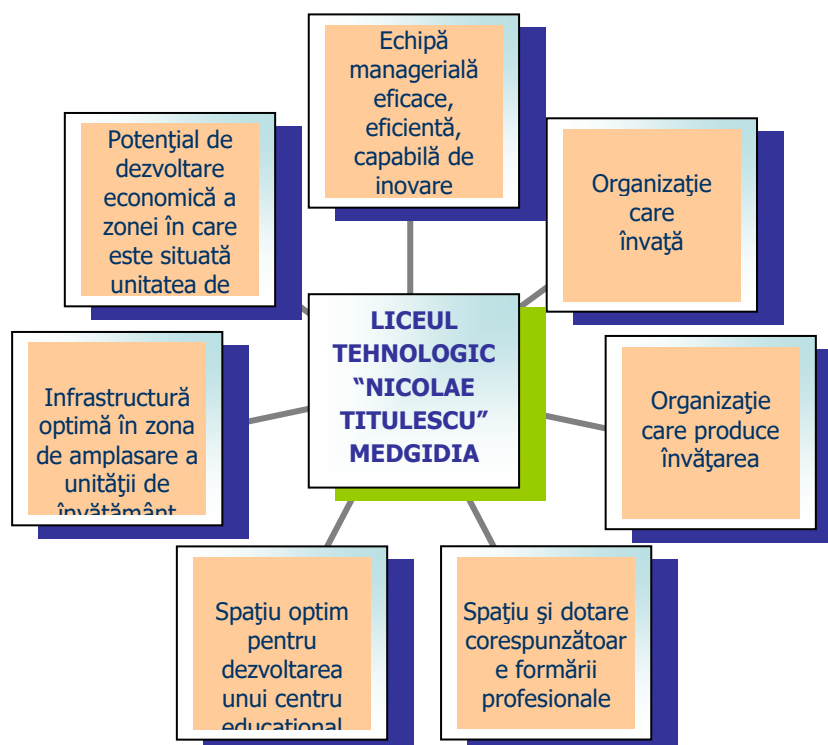 Echipă
managerială
eficace,
eficientă,
capabilă de
inovare
Organizaţie
care
învaţă
Organizaţie
care produce
învăţarea
Spaţiu şi dotare
corespunzătoar
e formării
profesionale
Spaţiu optim
pentru
dezvoltarea
unui centru
educaţional
Infrastructură
optimă în zona
de amplasare a
unităţii de
învăţământ
Potenţial de
dezvoltare
economică a
zonei în care
este situată
unitatea de
LICEUL
TEHNOLOGIC
“NICOLAE
TITULESCU”
MEDGIDIA